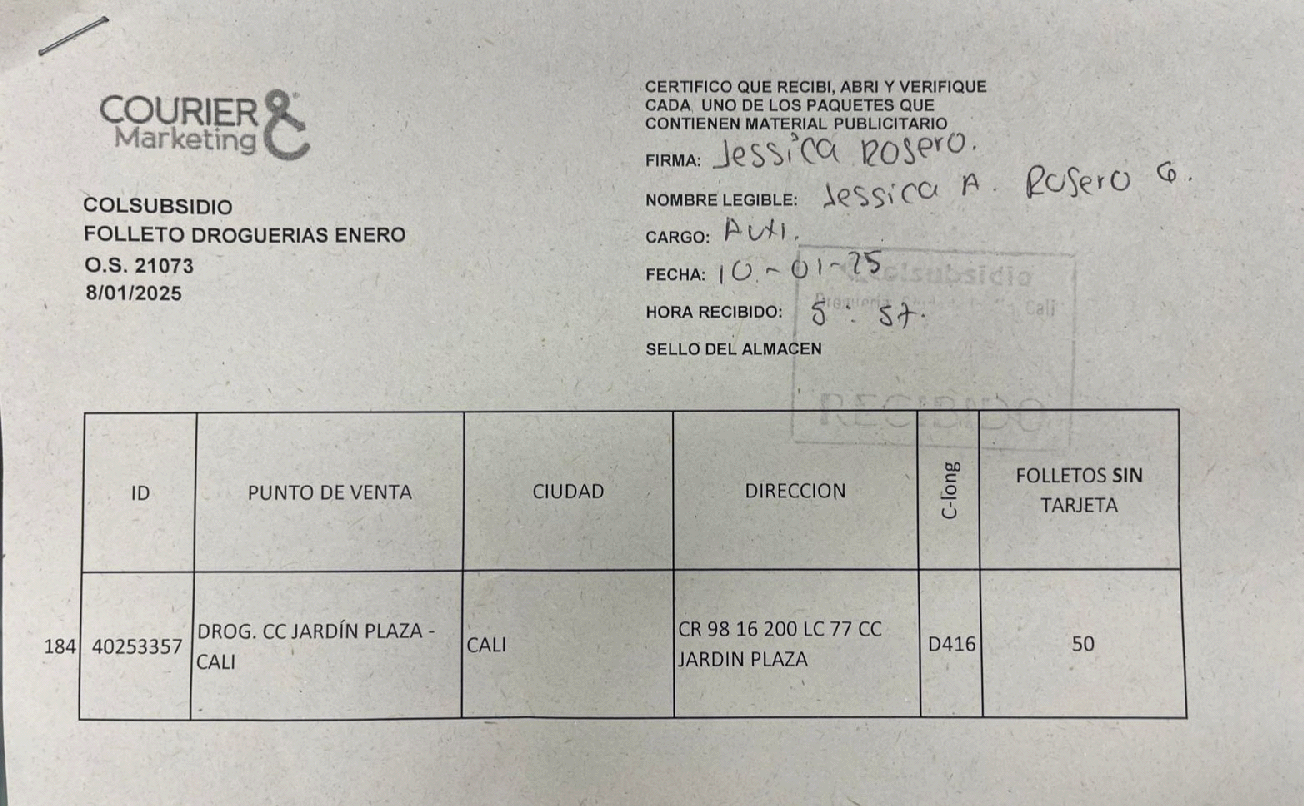 COURIER &
Marketing
COLSUBSIDIO
FOLLETO DROGUERIAS ENERO
O.S. 21073
8/01/2025
CERTIFICO QUE RECIBI, ABRI Y VERIFIQUE
CADA UNO DE LOS PAQUETES QUE
CONTIENEN MATERIAL PUBLICITARIO
FIRMA: Jessica Rosero.
NOMBRE LEGIBLE: Jessica A. Rosero G.
CARGO: Auxi.
FECHA: 10-01-25
HORA RECIBIDO: 5:57.
SELLO DEL ALMACEN
Colsubsidio
Droguería Cali
RECIBIDO
ID PUNTO DE VENTA CIUDAD DIRECCION C-long FOLLETOS SIN TARJETA
184 40253357 DROG. CC JARDÍN PLAZA - CALI CALI CR 98 16 200 LC 77 CC JARDIN PLAZA D416 50